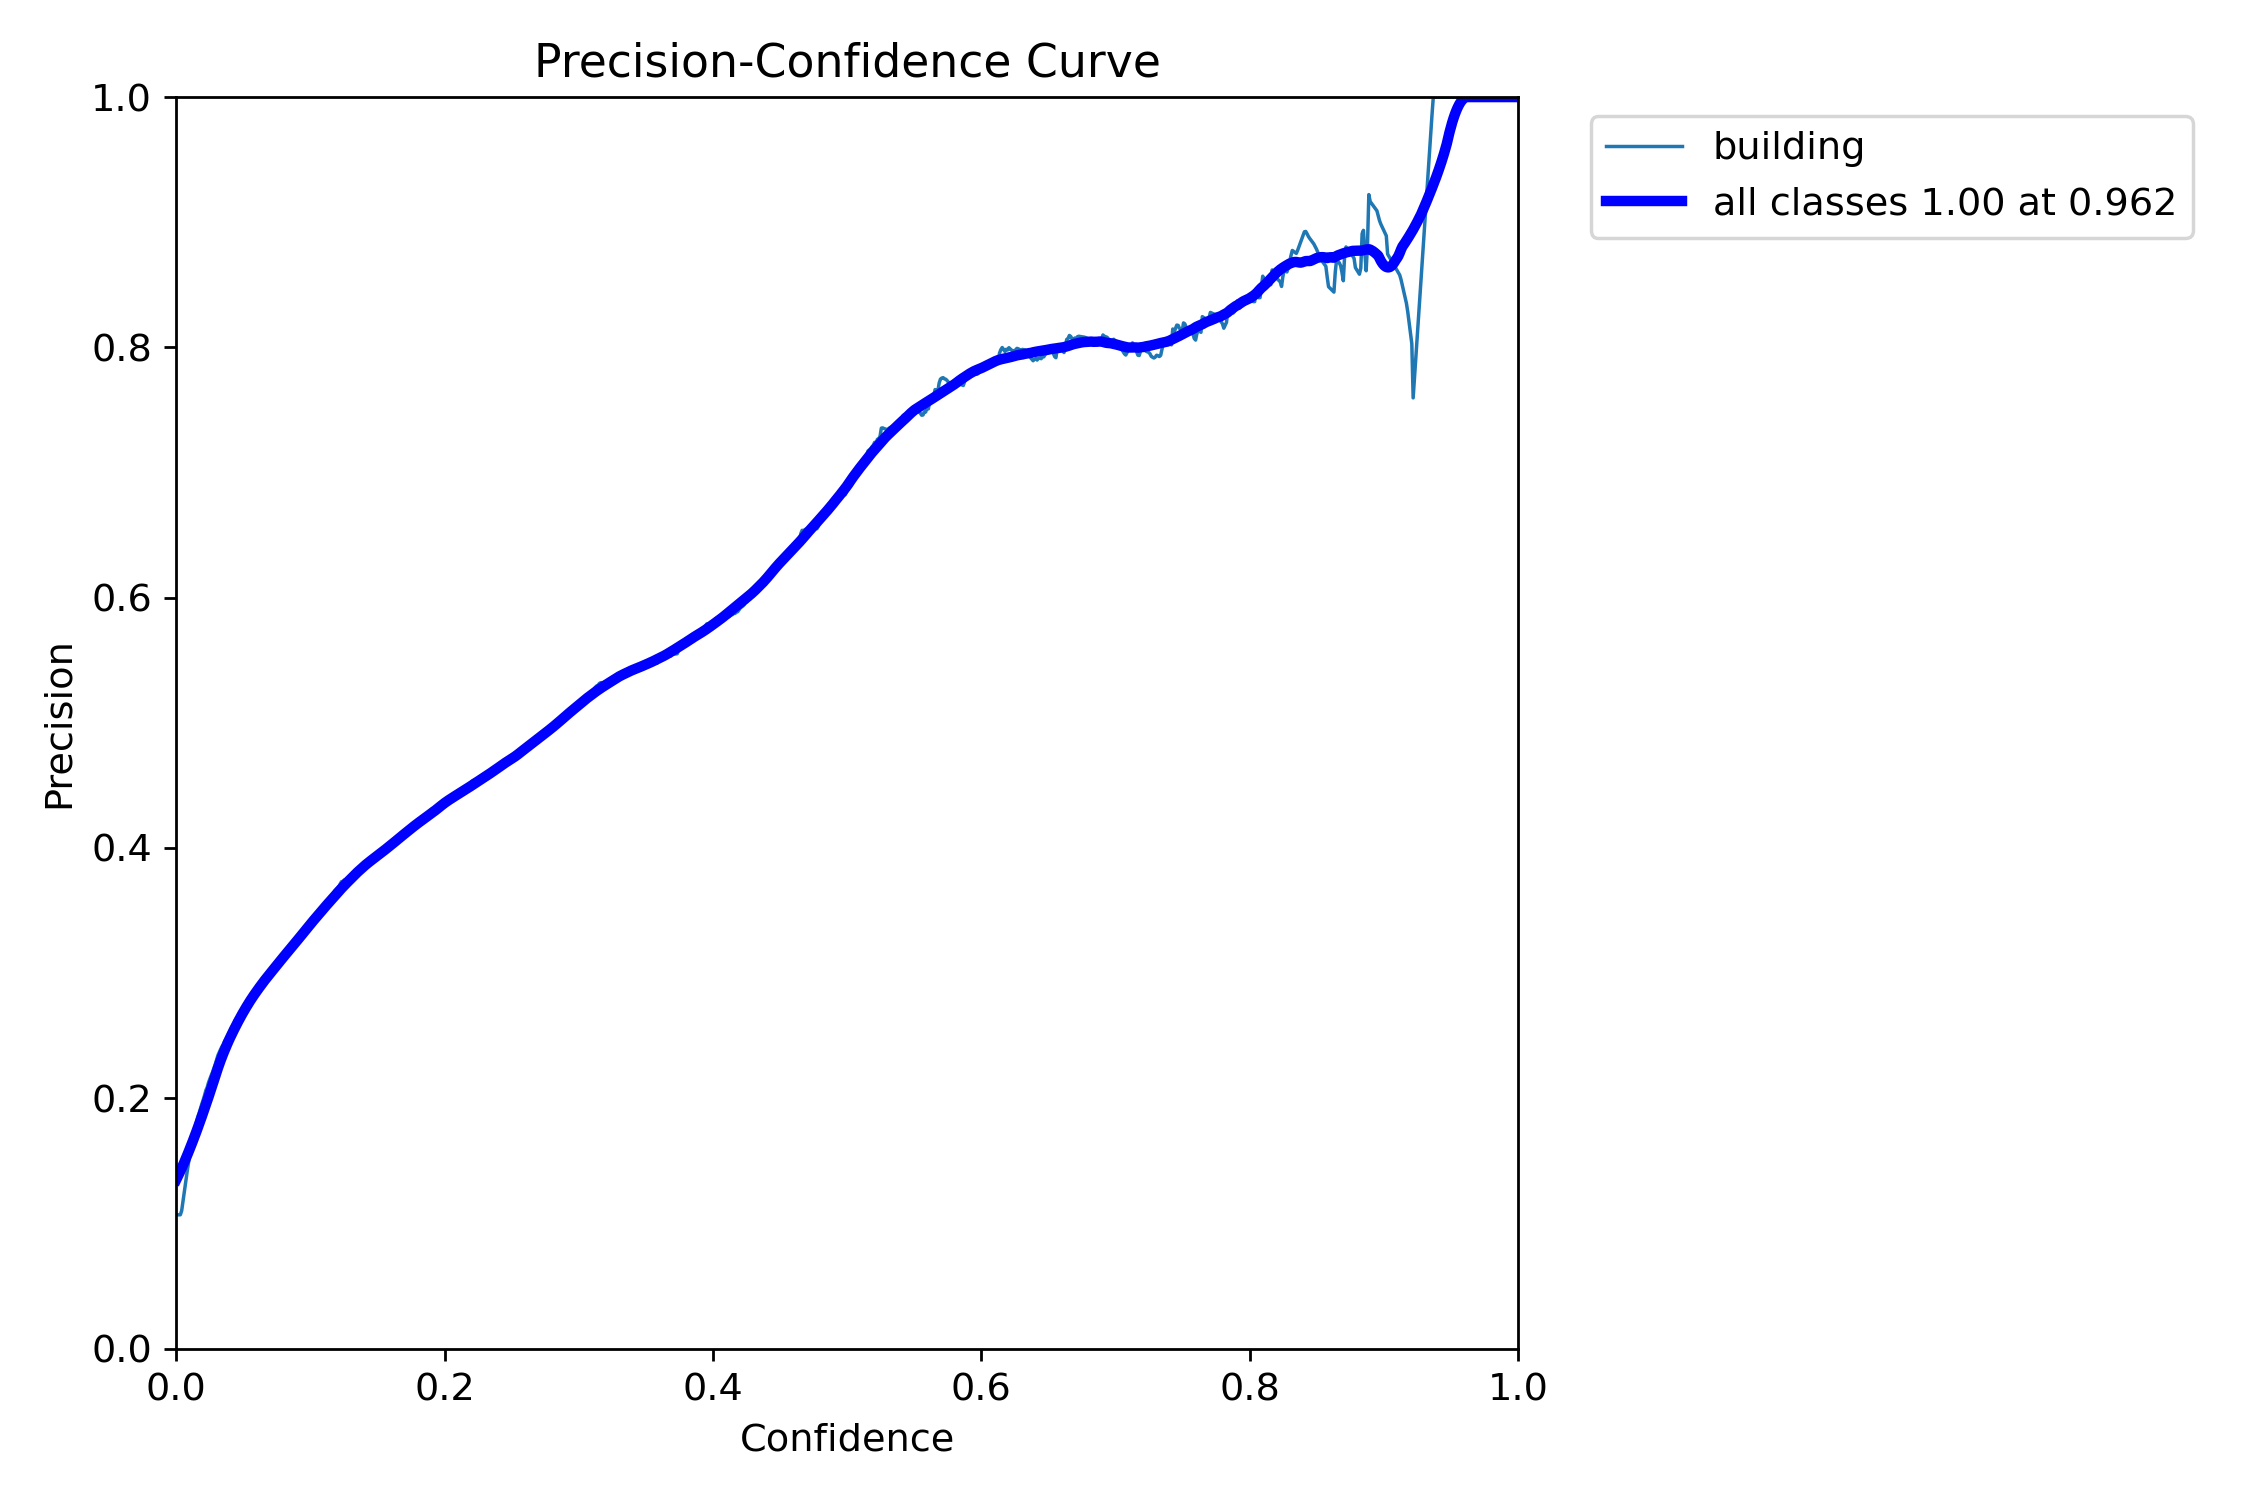 Precision-Confidence Curve
1.0
0.8
0.6
0.4
0.2
0.0
Precision
0.0 0.2 0.4 0.6 0.8 1.0
Confidence
building
all classes 1.00 at 0.962